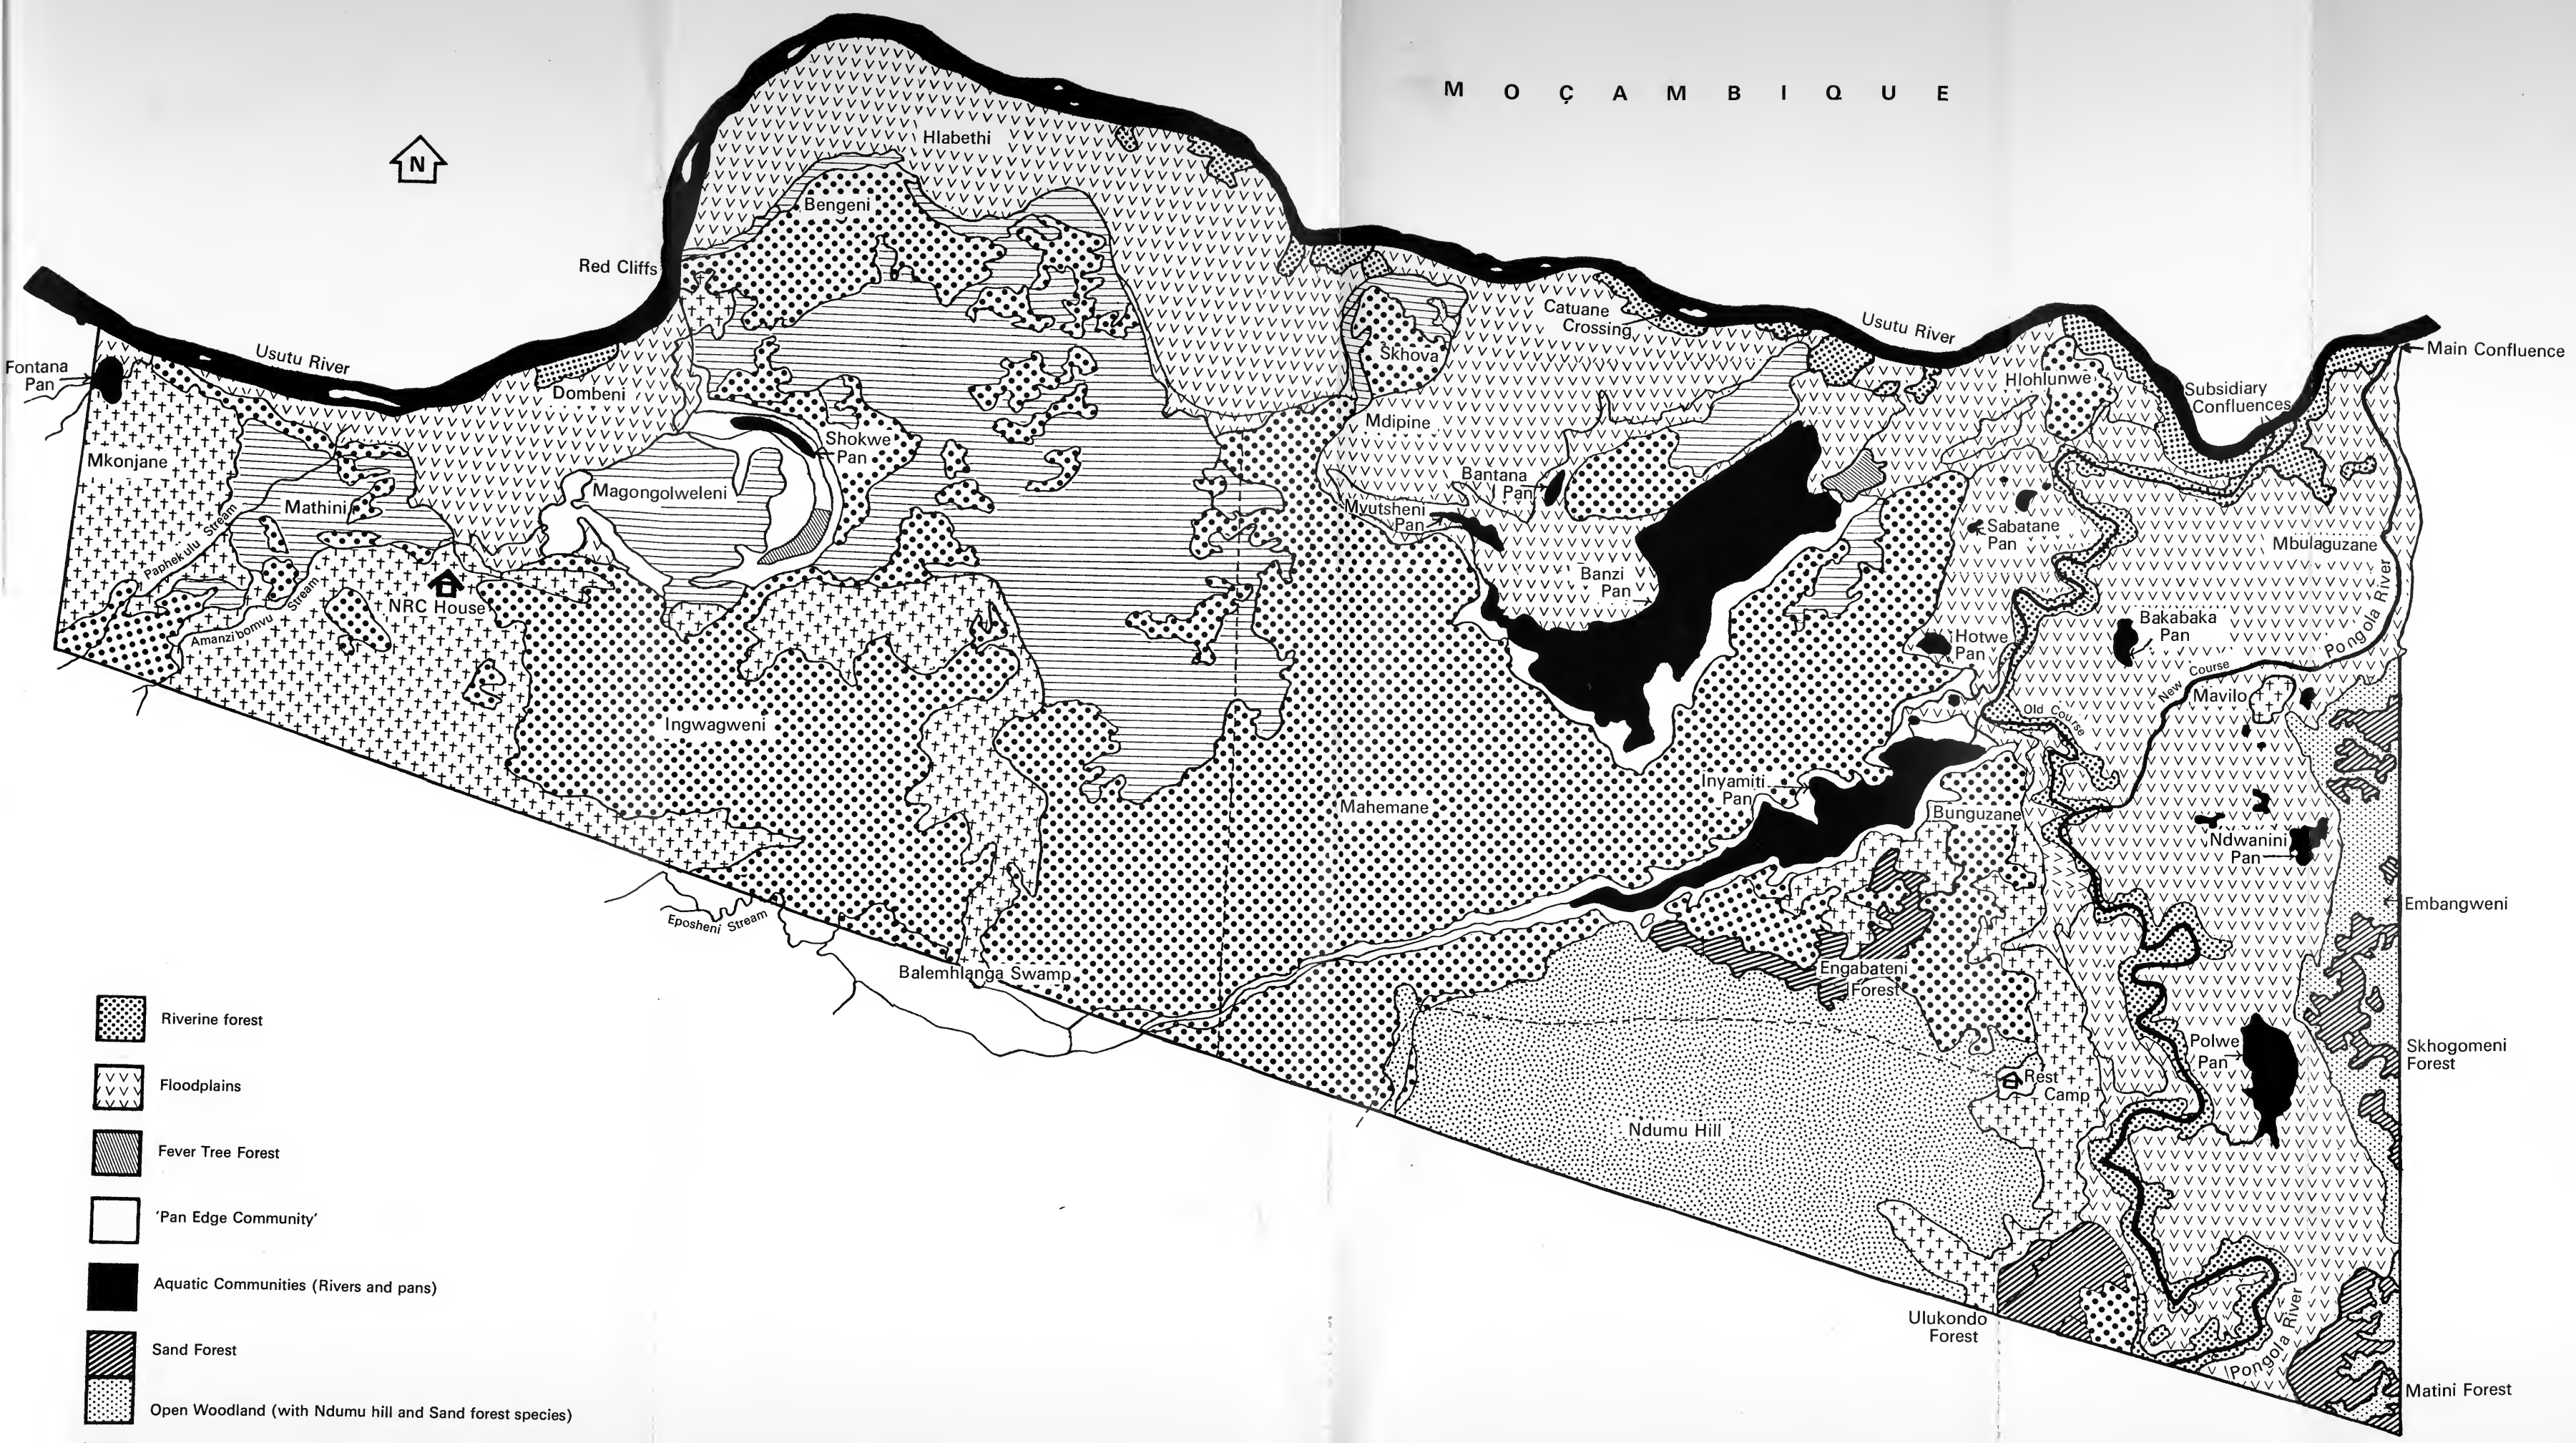 MOÇAMBIQUE
N
Hlabethi
Bengeni
Red Cliffs
Usutu River
Fontana
Pan
Dombeni
Catuane
Crossing
Usutu River
Skhova
Main Confluence
Hlohlunwe
Subsidiary
Confluences
Mdipine
Shokwe
Pan
Mkonjane
Magongolweleni
Mathini
Bantana
Pan
Mvutsheni
Pan
Sabatane
Pan
Mbulaguzane
Paphekulu Stream
NRC House
Amanzibomvu Stream
Banzi
Pan
Bakabaka
Pan
Hotwe
Pan
Pongola River
New Course
Mavilo
Old Course
Ingwagweni
Inyamiti
Pan
Mahemane
Bunguzane
Ndwanini
Pan
Embangweni
Eposheni Stream
Balemhlanga Swamp
Engabateni
Forest
Polwe
Pan
Skhogomeni
Forest
Rest
Camp
Ndumu Hill
Ulukondo
Forest
Pongola River
Matini Forest
Riverine forest
Floodplains
Fever Tree Forest
'Pan Edge Community'
Aquatic Communities (Rivers and pans)
Sand Forest
Open Woodland (with Ndumu hill and Sand forest species)